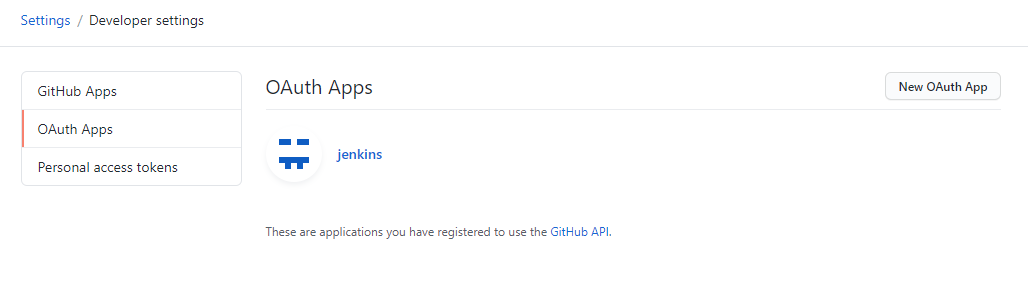 Settings / Developer settings
GitHub Apps
OAuth Apps
Personal access tokens
OAuth Apps
New OAuth App
jenkins
These are applications you have registered to use the GitHub API.